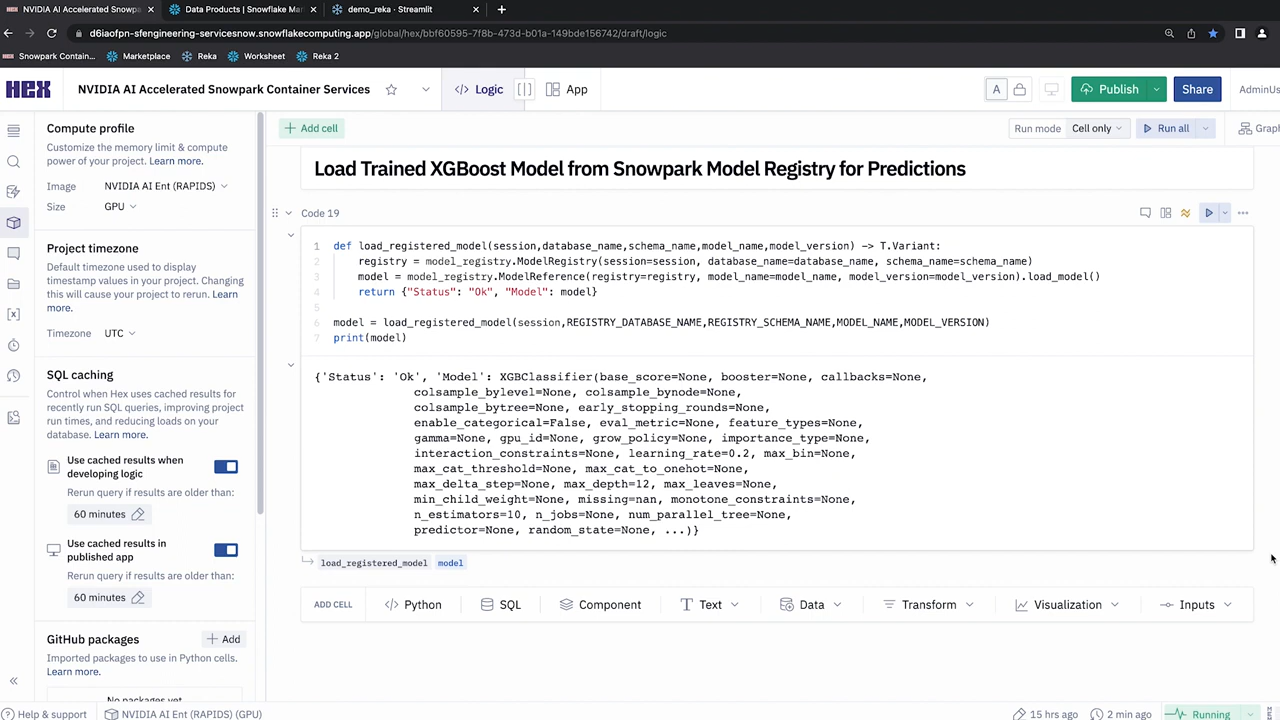 NVIDIA AI Accelerated Snowp
Data Products | Snowflake Mar
demo_reka · Streamlit
d6iaofpn-sfengineering-servicesnow.snowflakecomputing.app/global/hex/bbf60595-7f8b-473d-b01a-149bde156742/draft/logic
Snowpark Contain...
Marketplace
Reka
Worksheet
Reka 2
HEX
NVIDIA AI Accelerated Snowpark Container Services
Logic
App
A
Publish
Share
AdminUs
Compute profile
Customize the memory limit & compute
power of your project. Learn more.
Image NVIDIA AI Ent (RAPIDS)
Size GPU
Project timezone
Default timezone used to display
timestamp values in your project. Changing
this will cause your project to rerun. Learn
more.
Timezone UTC
SQL caching
Control when Hex uses cached results for
recently run SQL queries, improving project
run times, and reducing loads on your
database. Learn more.
Use cached results when
developing logic
Rerun query if results are older than:
60 minutes
Use cached results in
published app
Rerun query if results are older than:
60 minutes
GitHub packages
Add
Imported packages to use in Python cells.
Learn more.
No packages yet
Help & support
NVIDIA AI Ent (RAPIDS) (GPU)
Add cell
Run mode Cell only
Run all
Grap
Load Trained XGBoost Model from Snowpark Model Registry for Predictions
Code 19
1 def load_registered_model(session,database_name,schema_name,model_name,model_version) -> T.Variant:
2 registry = model_registry.ModelRegistry(session=session, database_name=database_name, schema_name=schema_name)
3 model = model_registry.ModelReference(registry=registry, model_name=model_name, model_version=model_version).load_model()
4 return {"Status": "Ok", "Model": model}
5
6 model = load_registered_model(session,REGISTRY_DATABASE_NAME,REGISTRY_SCHEMA_NAME,MODEL_NAME,MODEL_VERSION)
7 print(model)
{'Status': 'Ok', 'Model': XGBClassifier(base_score=None, booster=None, callbacks=None,
colsample_bylevel=None, colsample_bynode=None,
colsample_bytree=None, early_stopping_rounds=None,
enable_categorical=False, eval_metric=None, feature_types=None,
gamma=None, gpu_id=None, grow_policy=None, importance_type=None,
interaction_constraints=None, learning_rate=0.2, max_bin=None,
max_cat_threshold=None, max_cat_to_onehot=None,
max_delta_step=None, max_depth=12, max_leaves=None,
min_child_weight=None, missing=nan, monotone_constraints=None,
n_estimators=10, n_jobs=None, num_parallel_tree=None,
predictor=None, random_state=None, ...)}
load_registered_model model
ADD CELL
Python
SQL
Component
Text
Data
Transform
Visualization
Inputs
15 hrs ago
2 min ago
Running